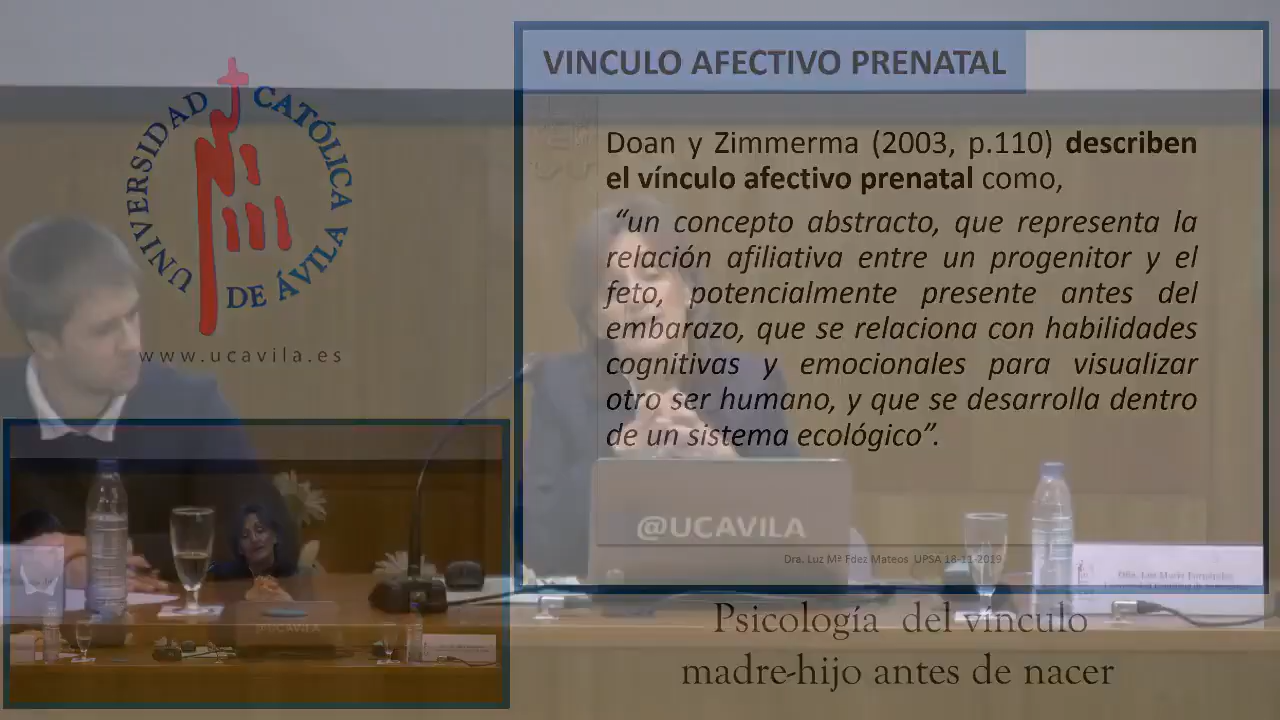 UNIVERSIDAD CATÓLICA DE ÁVILA
www.ucavila.es
VINCULO AFECTIVO PRENATAL
Doan y Zimmerma (2003, p.110) describen
el vínculo afectivo prenatal como,
“un concepto abstracto, que representa la
relación afiliativa entre un progenitor y el
feto, potencialmente presente antes del
embarazo, que se relaciona con habilidades
cognitivas y emocionales para visualizar
otro ser humano, y que se desarrolla dentro
de un sistema ecológico”.
@UCAVILA
Dra. Luz Mª Fdez Mateos UPSA 18-11-2019
@UCAVILA
Psicología del vínculo
madre-hijo antes de nacer